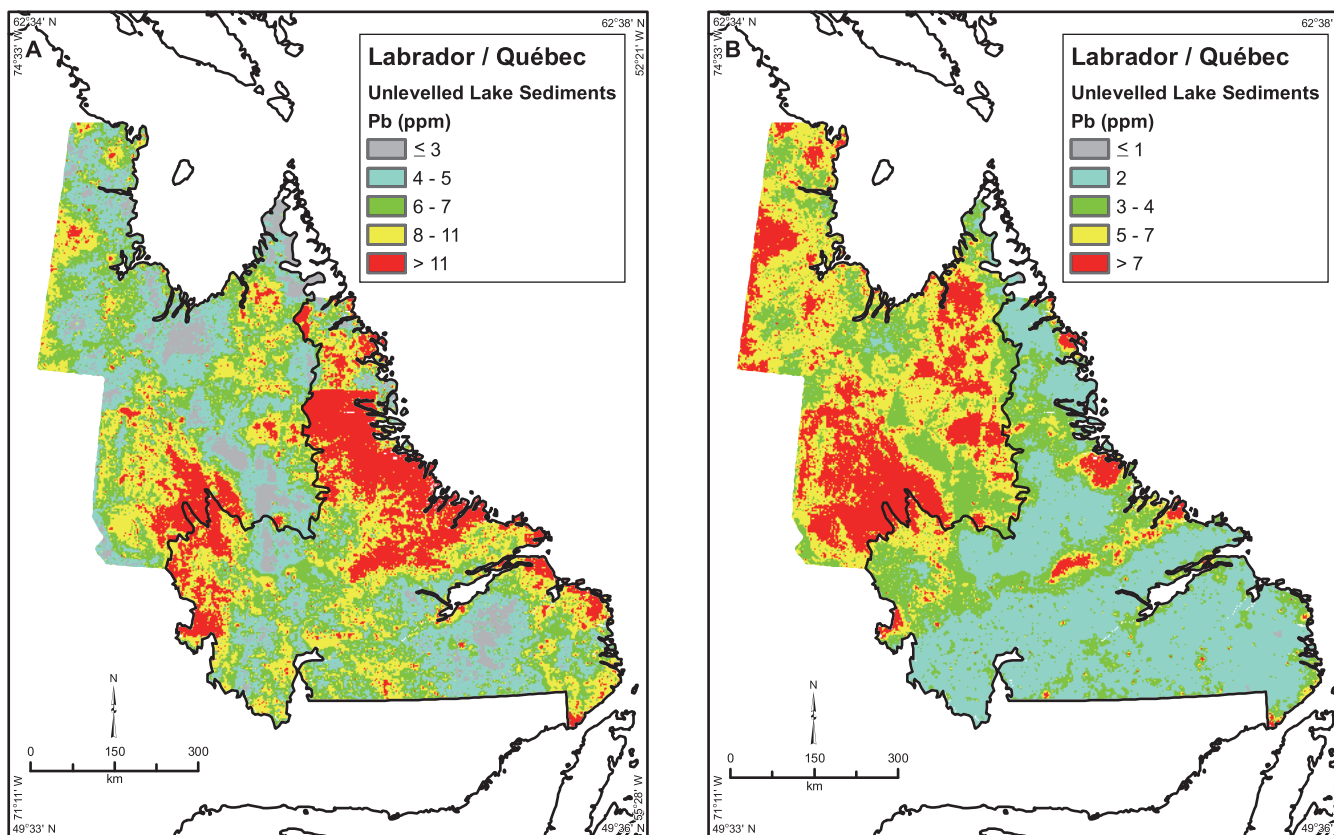 62°34' N
62°38' N
74°33' W
A
52°21' W
Labrador / Québec
Unlevelled Lake Sediments
Pb (ppm)
≤ 3
4 - 5
6 - 7
8 - 11
> 11
N
0 150 300
km
71°11' W
49°33' N
55°28' W
49°36' N
62°34' N
62°38' N
74°33' W
B
Labrador / Québec
Unlevelled Lake Sediments
Pb (ppm)
≤ 1
2
3 - 4
5 - 7
> 7
N
0 150 300
km
71°11' W
49°33' N